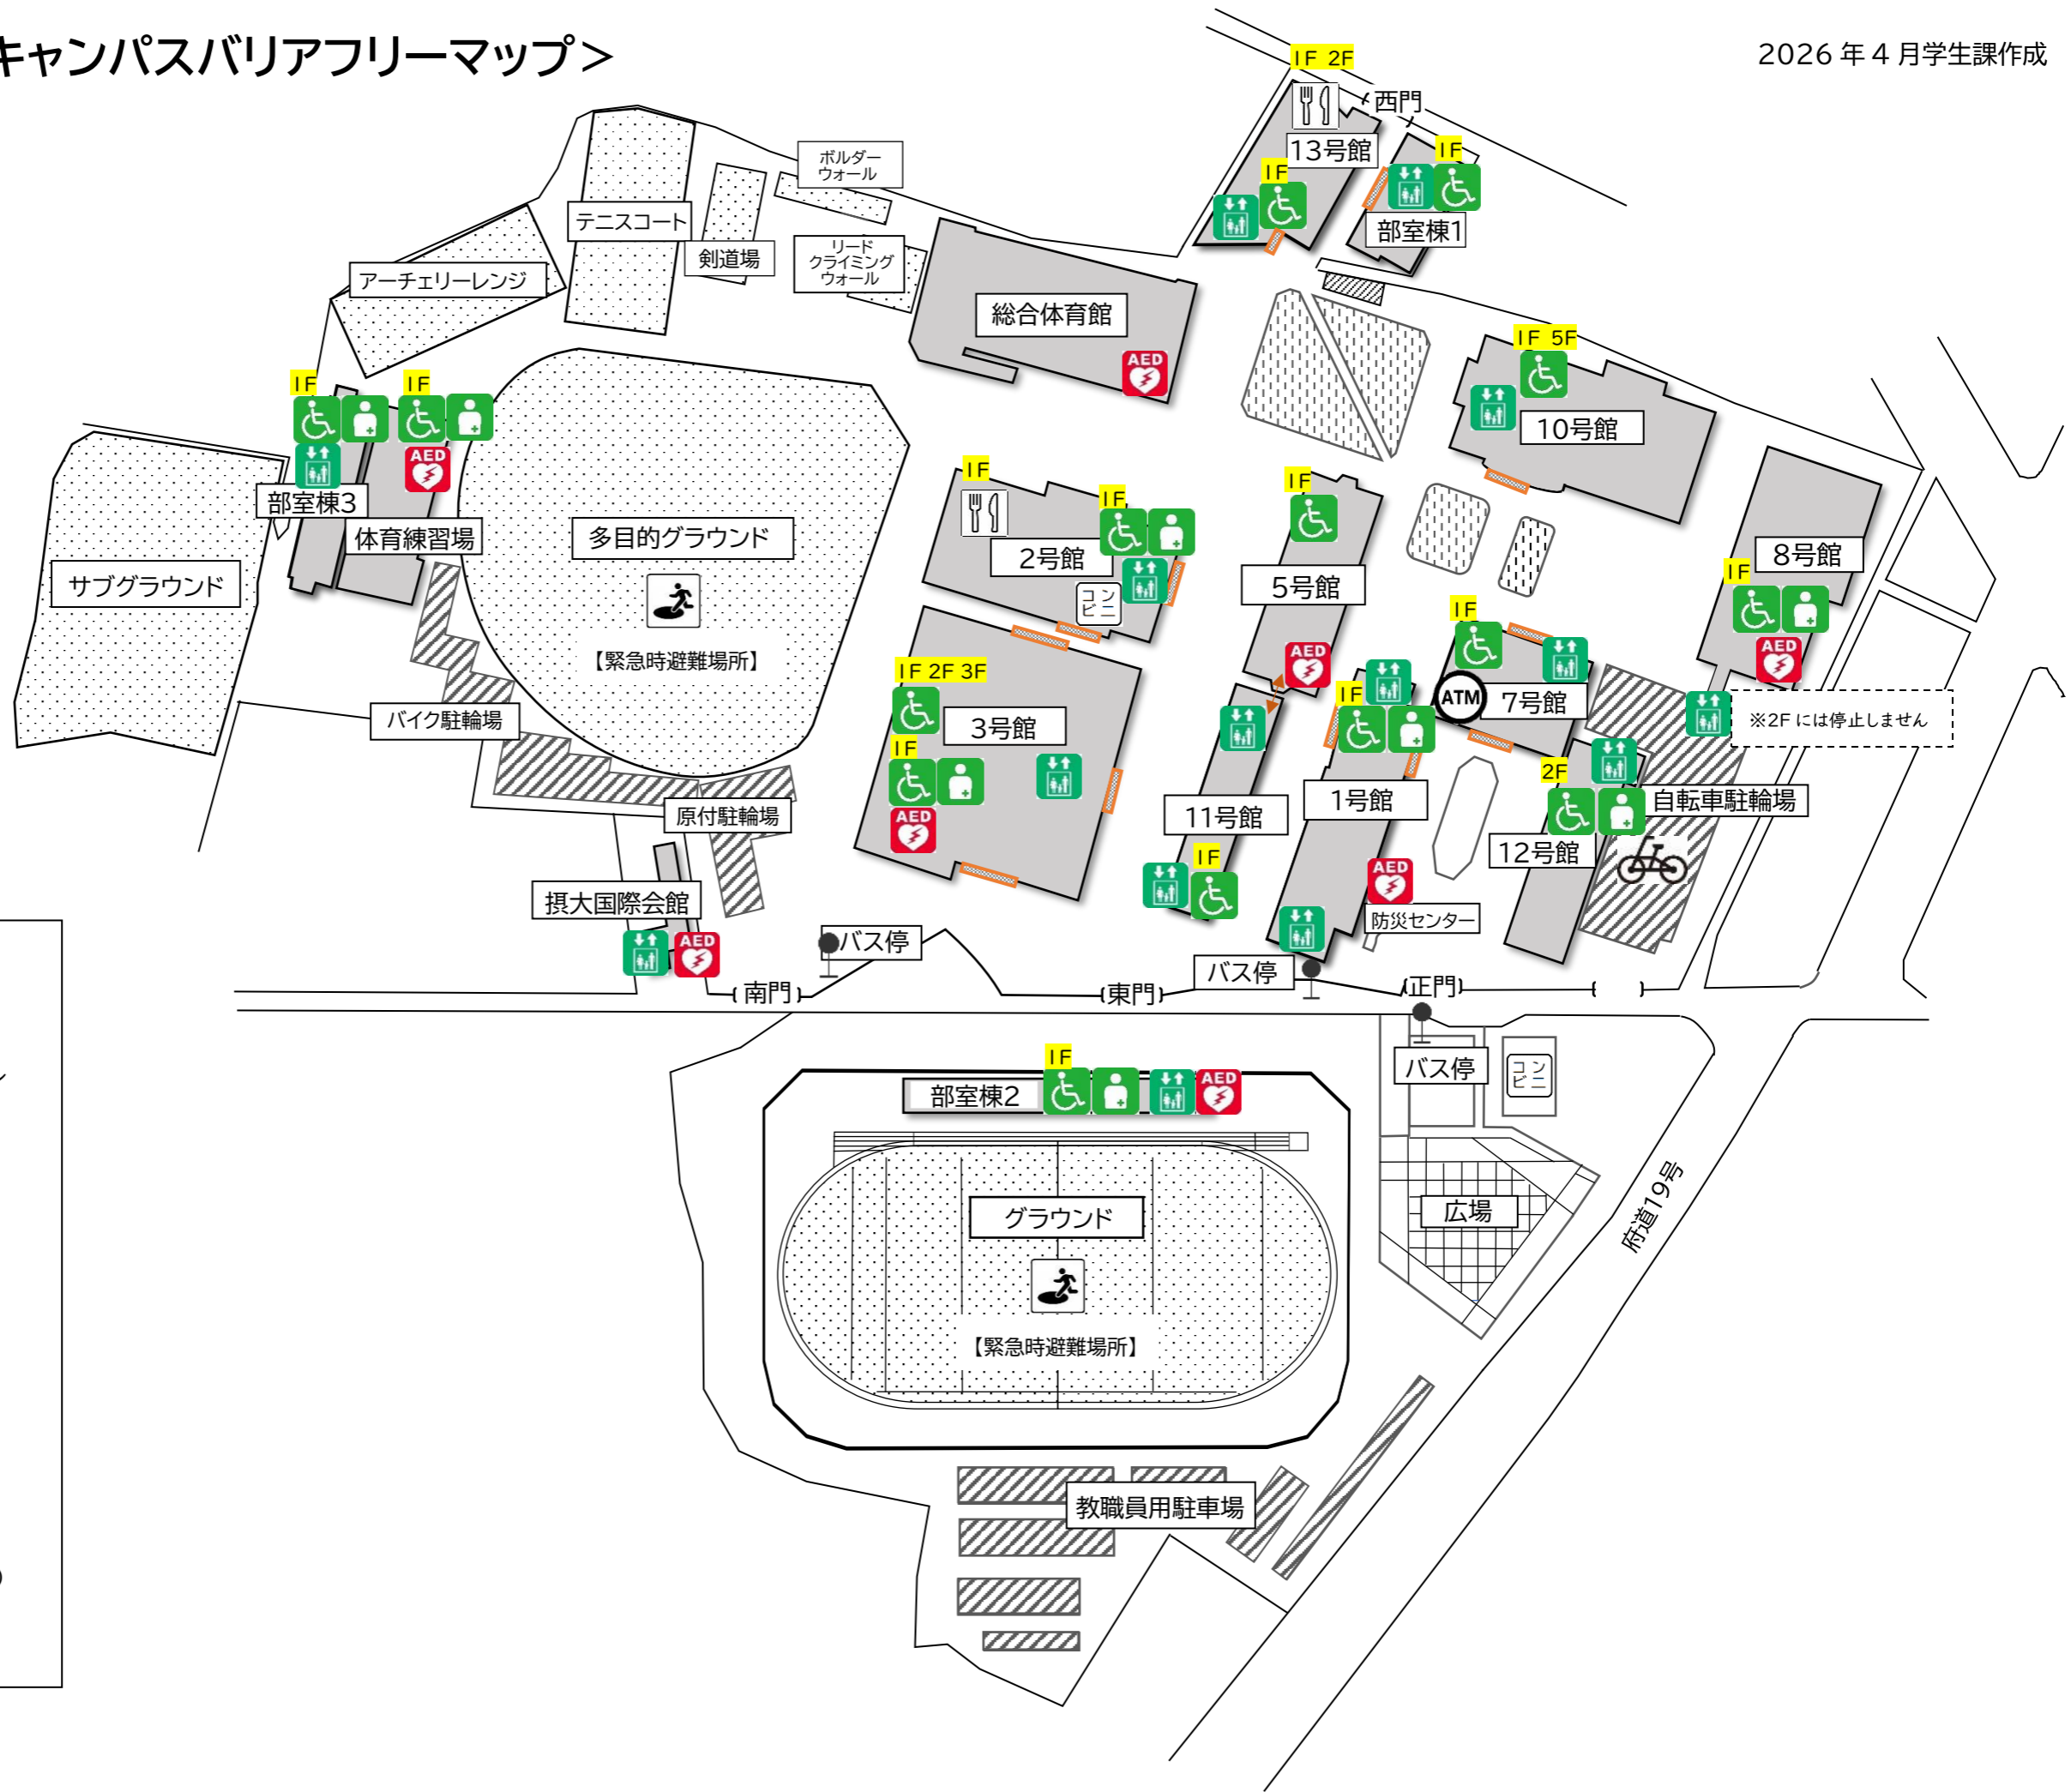 キャンパスバリアフリーマップ＞
2026年4月学生課作成
1F 2F
西門
13号館
1F
1F
部室棟1
ボルダー
ウォール
テニスコート
剣道場
リード
クライミング
ウォール
アーチェリーレンジ
総合体育館
AED
1F 5F
10号館
1F
1F
AED
部室棟3
体育練習場
サブグラウンド
多目的グラウンド
【緊急時避難場所】
1F
1F
2号館
コン
ビニ
1F
5号館
AED
8号館
1F
AED
※2Fには停止しません
1F
ATM
7号館
1F 2F 3F
3号館
1F
AED
バイク駐輪場
原付駐輪場
1F
1号館
11号館
1F
2F
自転車駐輪場
12号館
AED
防災センター
摂大国際会館
AED
バス停
バス停
南門
東門
正門
バス停
コン
ビニ
1F
部室棟2
AED
グラウンド
【緊急時避難場所】
広場
府道19号
教職員用駐車場